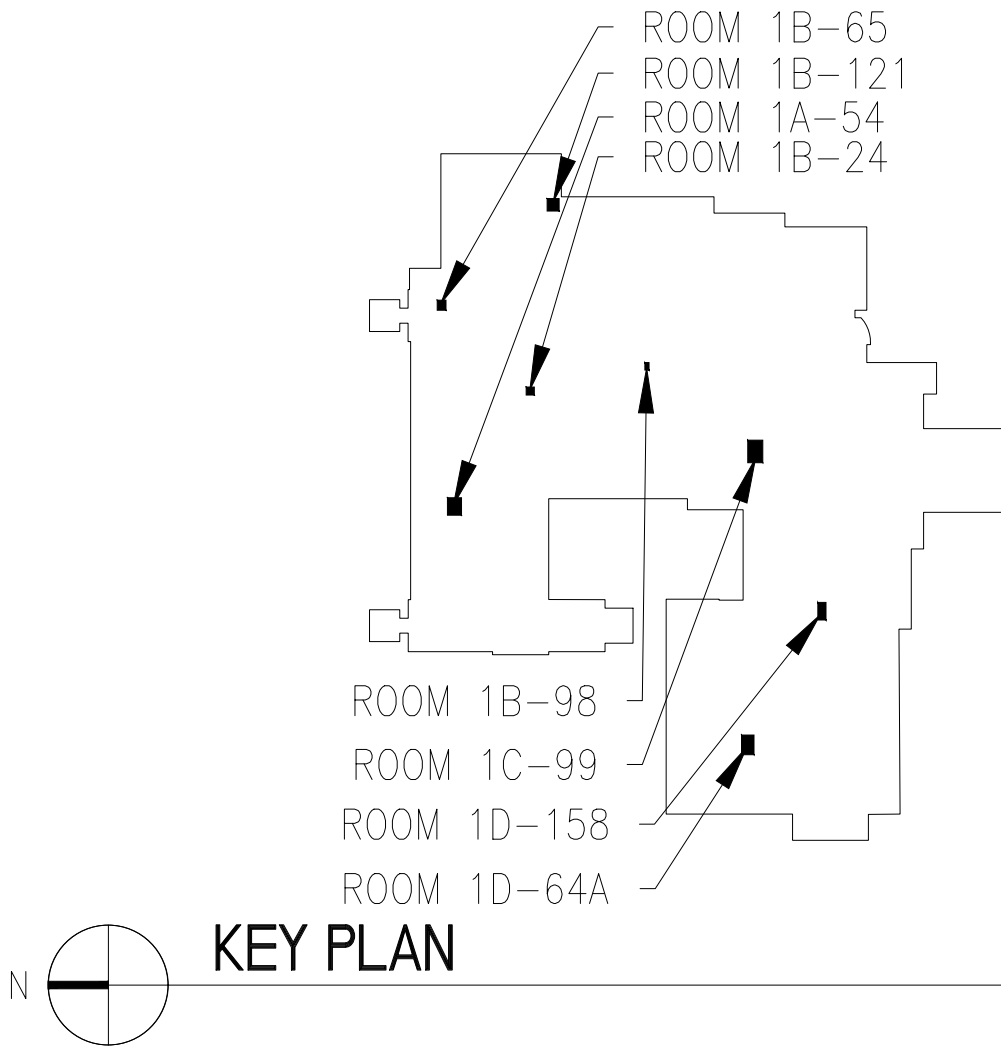 ROOM 1B-65
ROOM 1B-121
ROOM 1A-54
ROOM 1B-24
ROOM 1B-98
ROOM 1C-99
ROOM 1D-158
ROOM 1D-64A
KEY PLAN
N